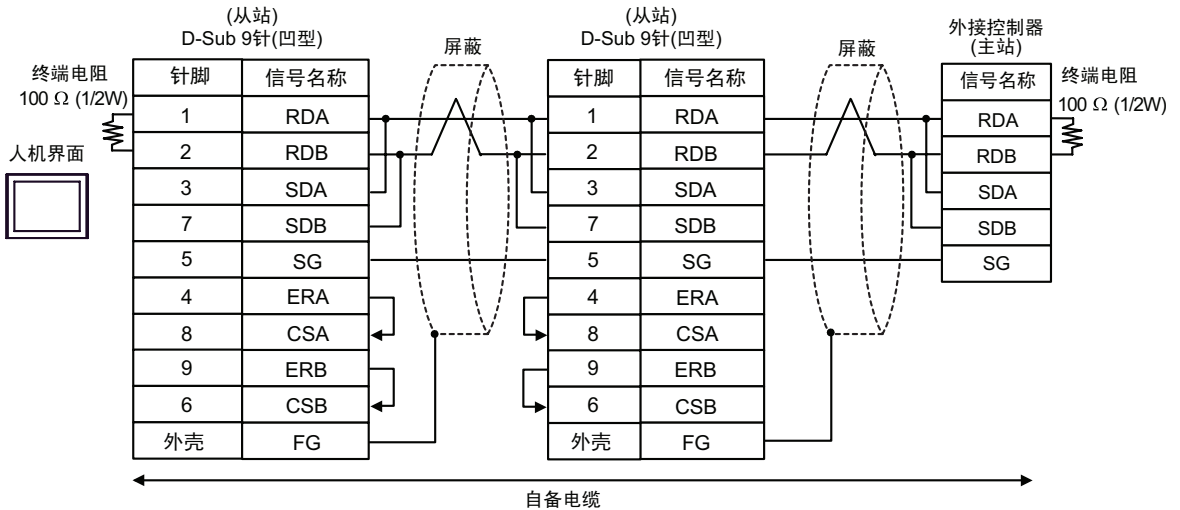 (从站)
D-Sub 9针(凹型)
(从站)
D-Sub 9针(凹型)
外接控制器
(主站)
屏蔽
屏蔽
终端电阻
100 Ω (1/2W)
终端电阻
100 Ω (1/2W)
人机界面
针脚 信号名称
1 RDA
2 RDB
3 SDA
7 SDB
5 SG
4 ERA
8 CSA
9 ERB
6 CSB
外壳 FG
针脚 信号名称
1 RDA
2 RDB
3 SDA
7 SDB
5 SG
4 ERA
8 CSA
9 ERB
6 CSB
外壳 FG
信号名称
RDA
RDB
SDA
SDB
SG
自备电缆